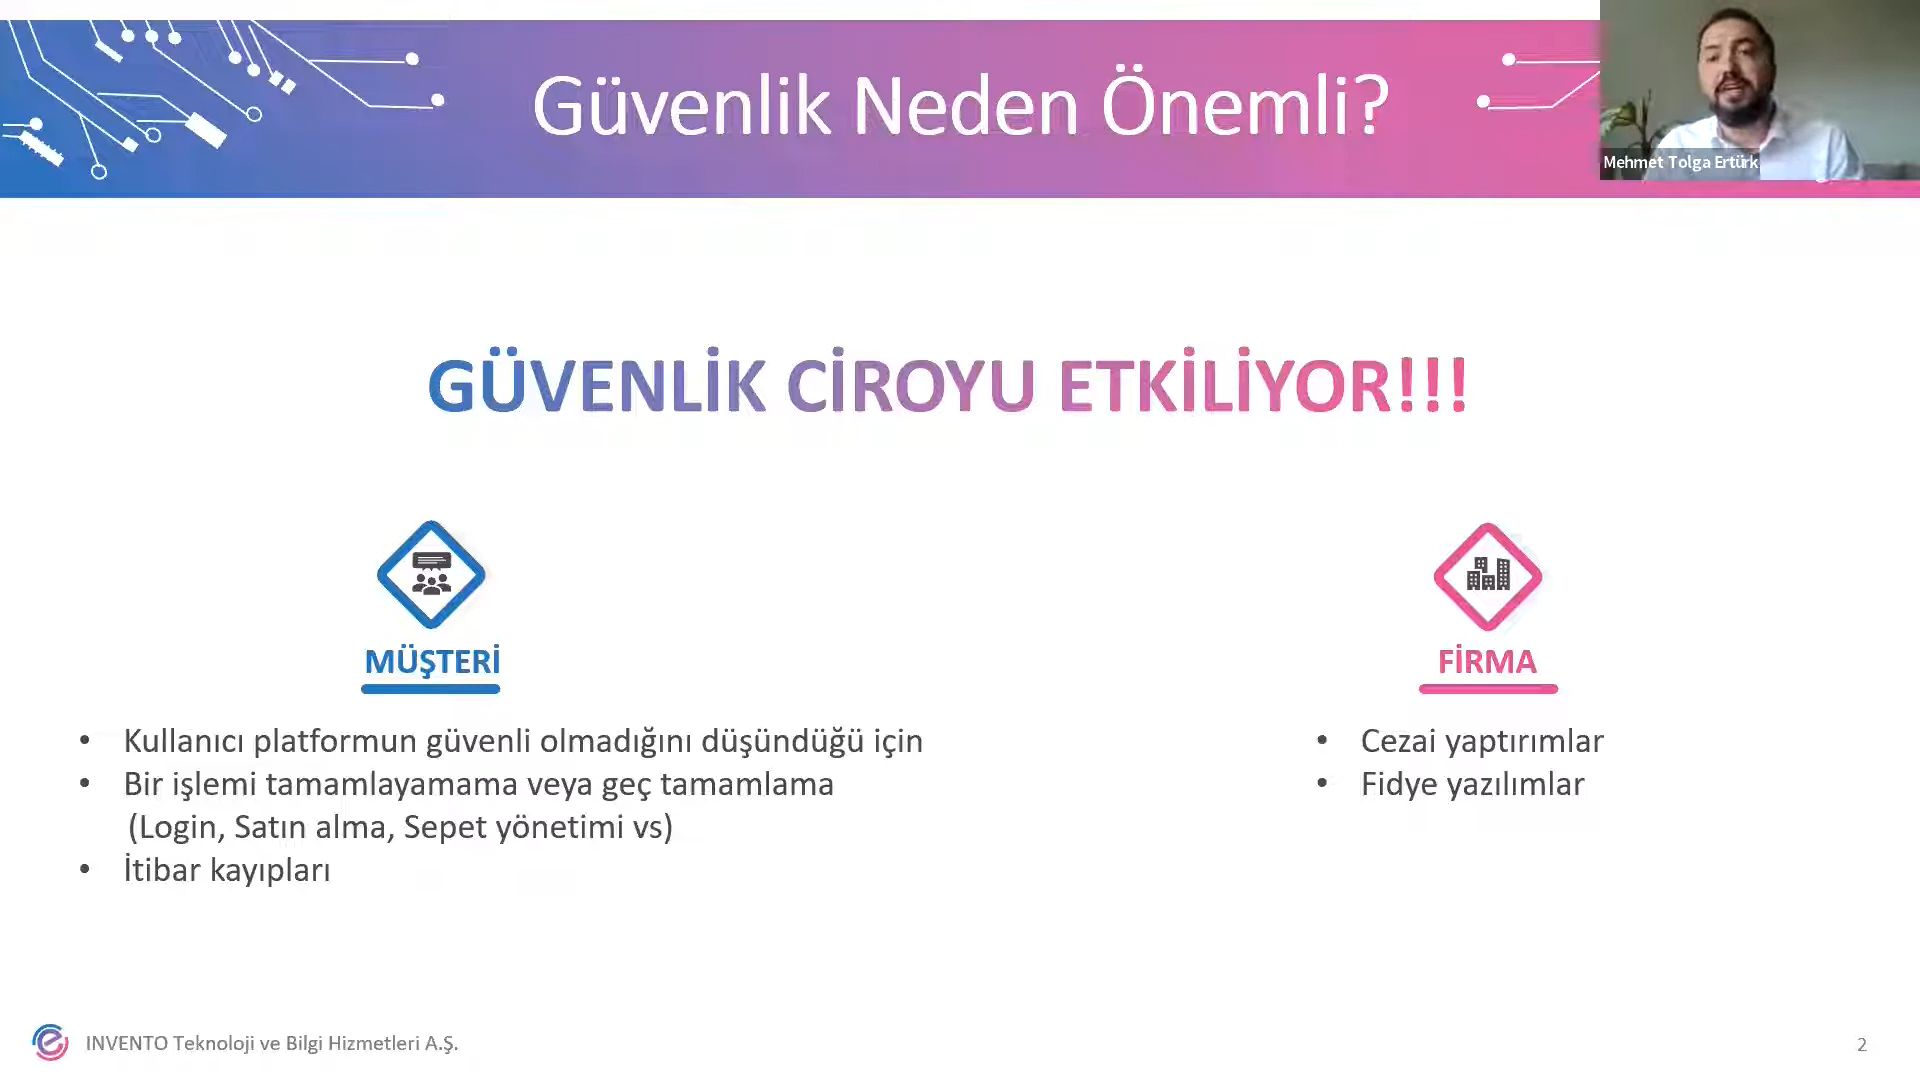 Güvenlik Neden Önemli?
Mehmet Tolga Ertürk
GÜVENLİK CİROYU ETKİLİYOR!!!
MÜŞTERİ
• Kullanıcı platformun güvenli olmadığını düşündüğü için
• Bir işlemi tamamlayamama veya geç tamamlama
(Login, Satın alma, Sepet yönetimi vs)
• İtibar kayıpları
FİRMA
• Cezai yaptırımlar
• Fidye yazılımlar
INVENTO Teknoloji ve Bilgi Hizmetleri A.Ş.
2